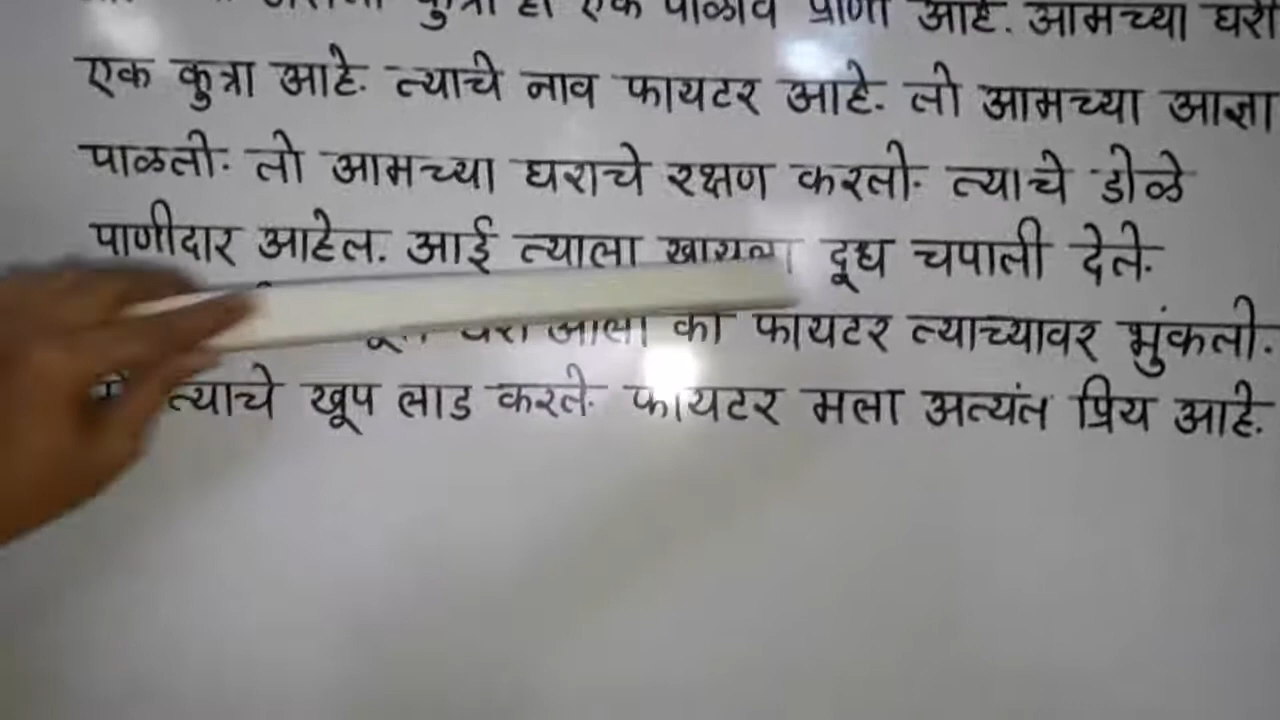 कुत्रा हा एक पाळीव प्राणी आहे. आमच्या घरी
एक कुत्रा आहे. त्याचे नाव फायटर आहे. तो आमच्या आज्ञा
पाळतो. तो आमच्या घराचे रक्षण करतो. त्याचे डोळे
पाणीदार आहेत. आई त्याला खायला दूध चपाती देते.
घरी आला की फायटर त्याच्यावर भुंकतो.
त्याचे खूप लाड करते. फायटर मला अत्यंत प्रिय आहे.